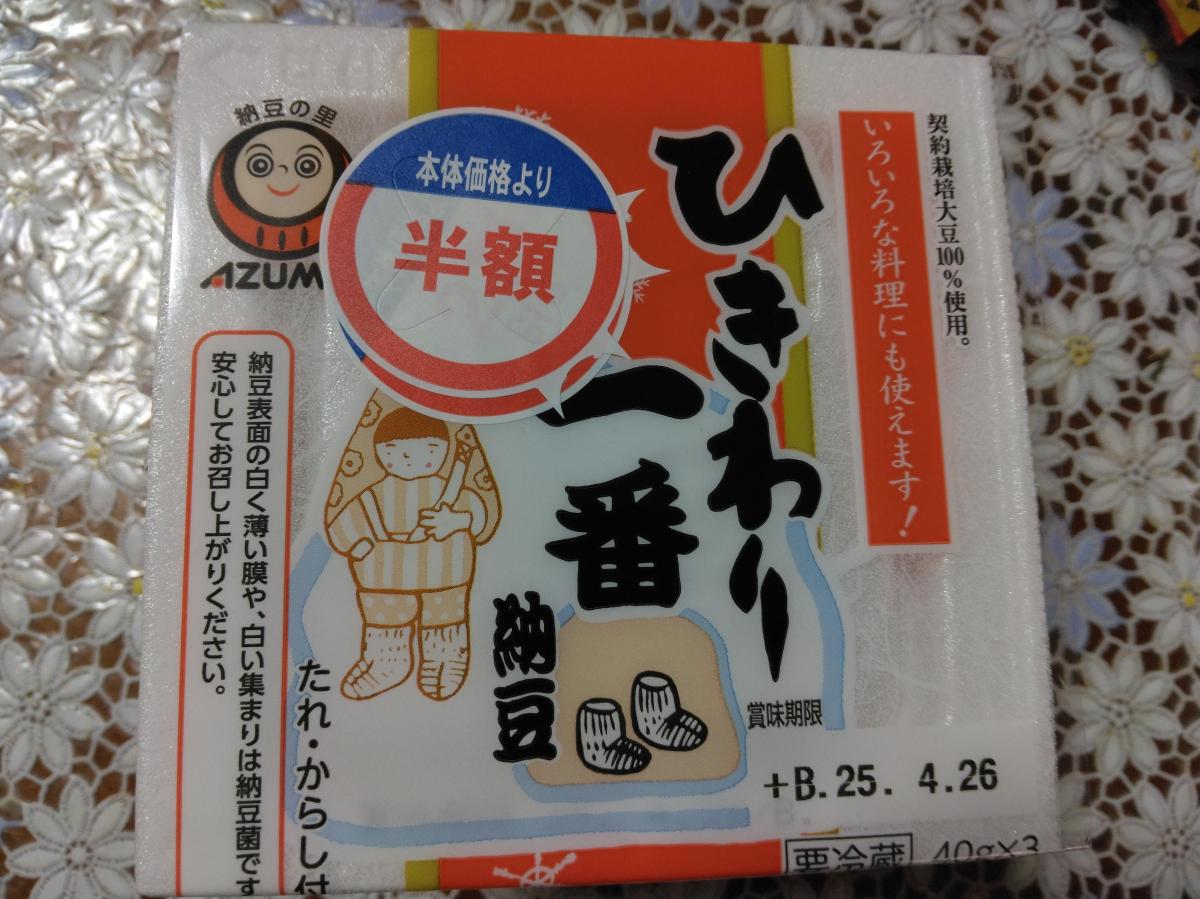 納豆の里
AZUM
本体価格より
半額
ひきわり
一番
納豆
契約栽培大豆100%使用。
いろいろな料理にも使えます!
納豆表面の白く薄い膜や、白い集まりは納豆菌です
安心してお召し上がりください。
たれ・からし付
賞味期限
+B.25. 4.26
要冷蔵
40g×3